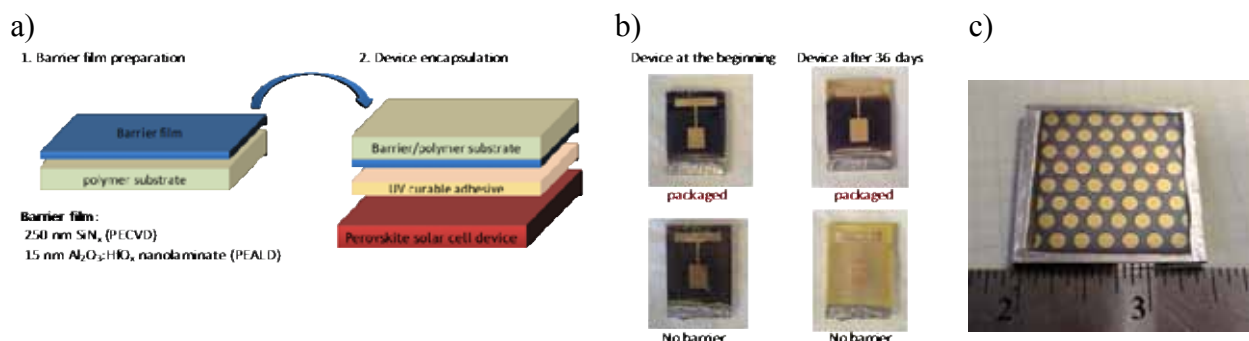 a)
1. Barrier film preparation
2. Device encapsulation
Barrier film
polymer substrate
Barrier/polymer substrate
UV curable adhesive
Perovskite solar cell device
Barrier film:
250 nm SiNₓ (PECVD)
15 nm Al₂O₃:HfOₓ nanolaminate (PEALD)
b)
Device at the beginning
Device after 36 days
packaged
packaged
No barrier
No barrier
c)
2
3